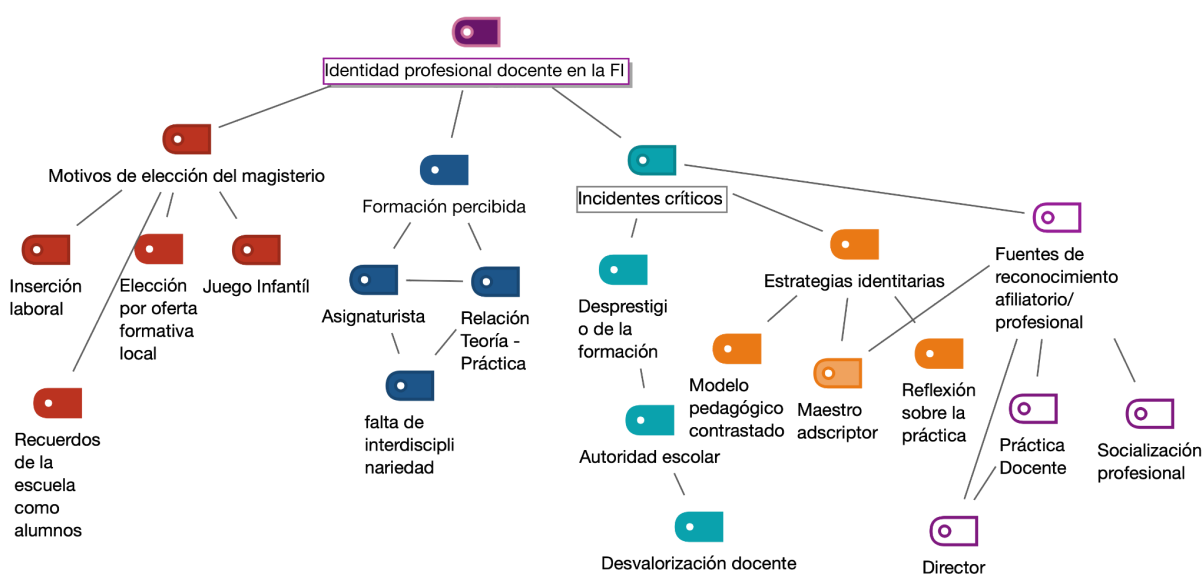 Identidad profesional docente en la FI
Motivos de elección del magisterio
Inserción
laboral
Elección
por oferta
formativa
local
Juego Infantíl
Recuerdos
de la
escuela
como
alumnos
Formación percibida
Asignaturista
Relación
Teoría -
Práctica
falta de
interdiscipli
nariedad
Incidentes críticos
Desprestigi
o de la
formación
Autoridad escolar
Desvalorización docente
Estrategias identitarias
Modelo
pedagógico
contrastado
Maestro
adscriptor
Reflexión
sobre la
práctica
Fuentes de
reconocimiento
afiliatorio/
profesional
Práctica
Docente
Socialización
profesional
Director